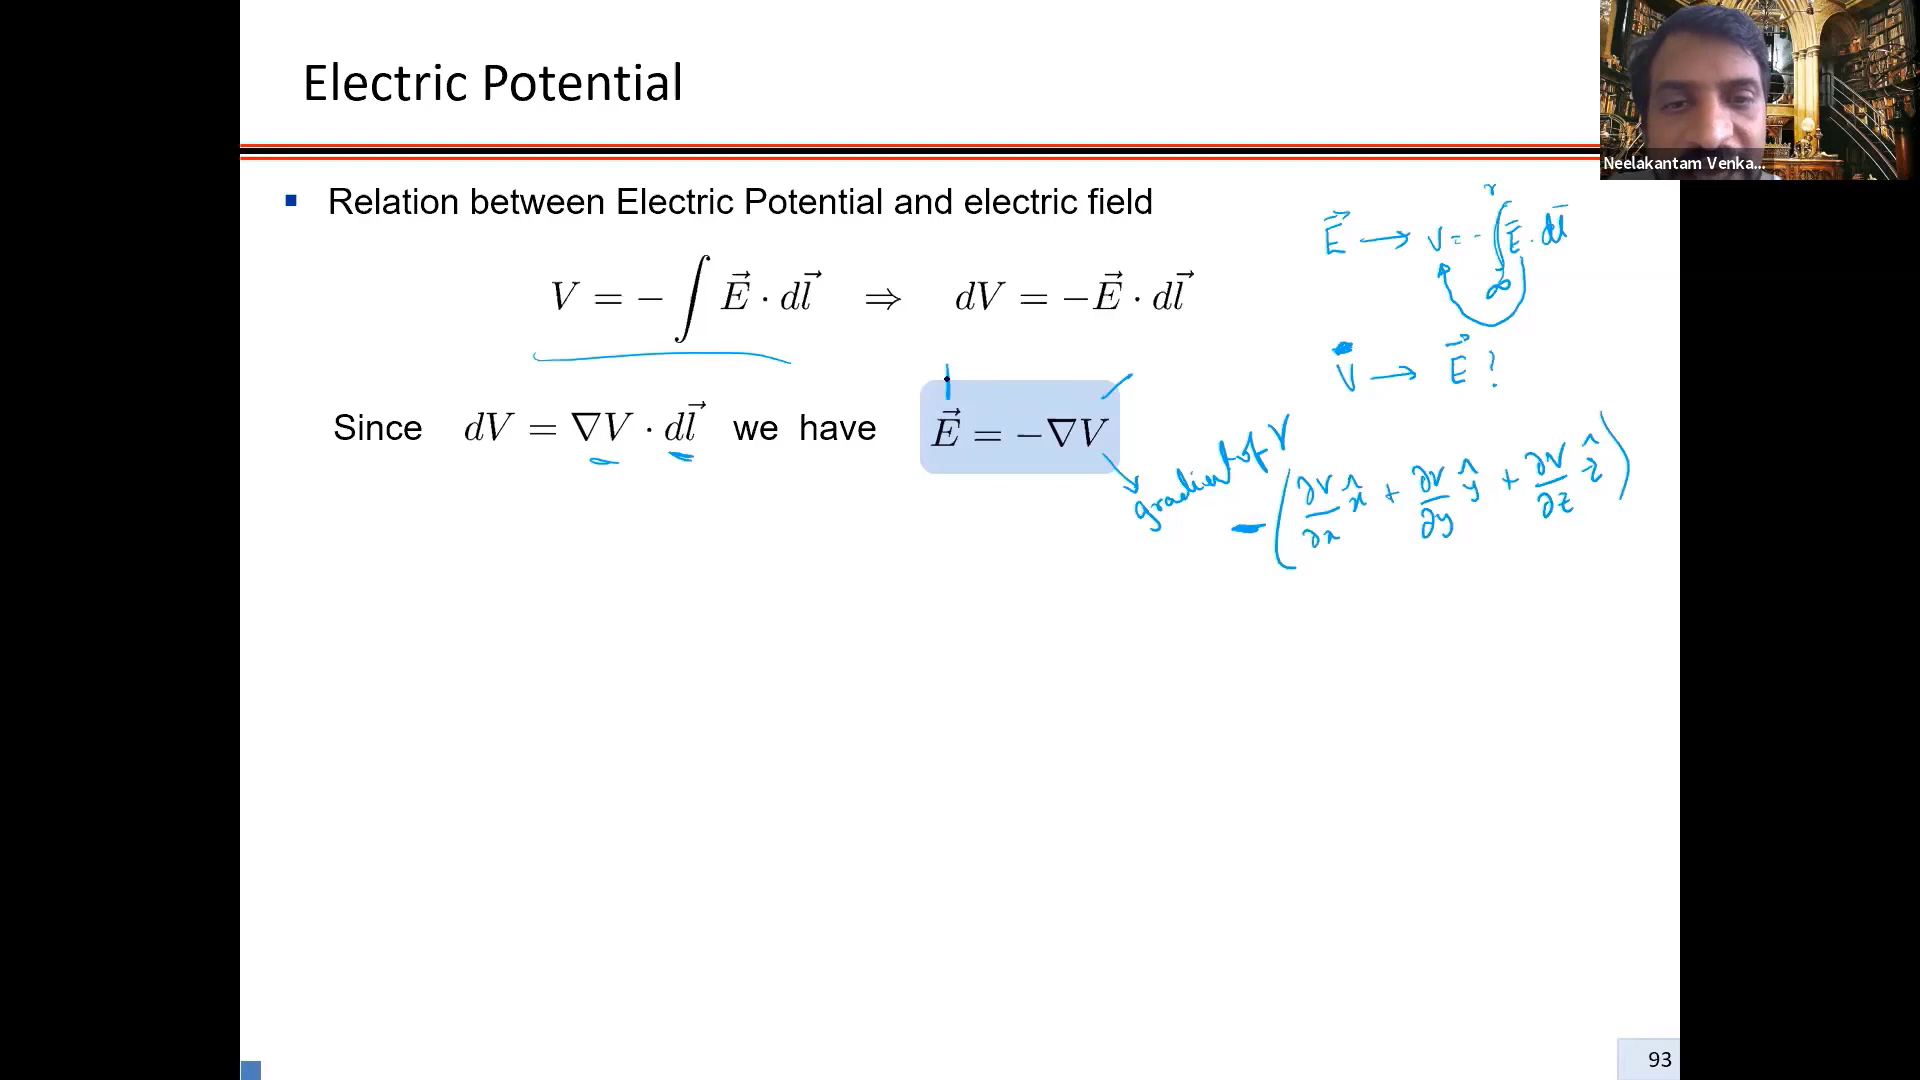 Electric Potential
Neelakantam Venka...
▪ Relation between Electric Potential and electric field
V = − ∫ E⃗ · dl⃗ ⇒ dV = −E⃗ · dl⃗
E⃗ → V = - ∫ E̅ . dl̅
r
∞
V → E⃗ ?
Since dV = ∇V · dl⃗ we have E⃗ = −∇V
gradient of V
- ( ∂V/∂x x̂ + ∂V/∂y ŷ + ∂V/∂z ẑ )
93